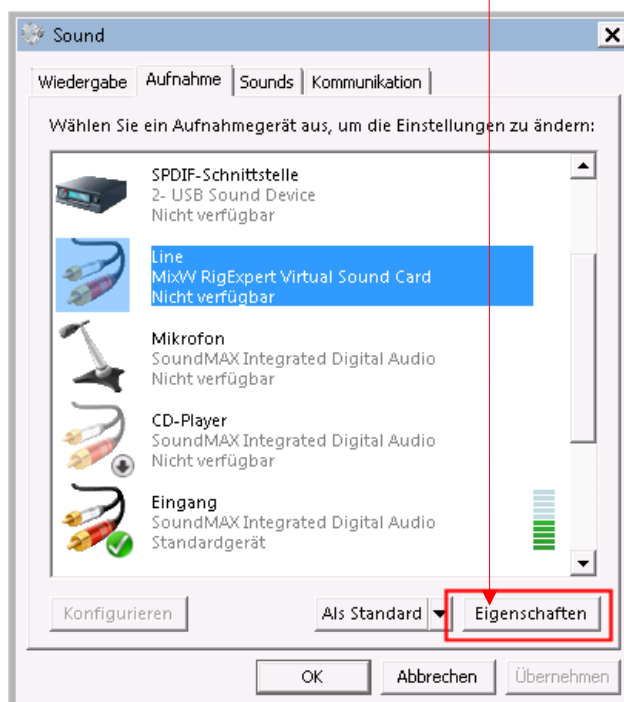 Sound
Wiedergabe Aufnahme Sounds Kommunikation
Wählen Sie ein Aufnahmegerät aus, um die Einstellungen zu ändern:
SPDIF-Schnittstelle
2- USB Sound Device
Nicht verfügbar
Line
MixW RigExpert Virtual Sound Card
Nicht verfügbar
Mikrofon
SoundMAX Integrated Digital Audio
Nicht verfügbar
CD-Player
SoundMAX Integrated Digital Audio
Nicht verfügbar
Eingang
SoundMAX Integrated Digital Audio
Standardgerät
Konfigurieren Als Standard Eigenschaften
OK Abbrechen Übernehmen